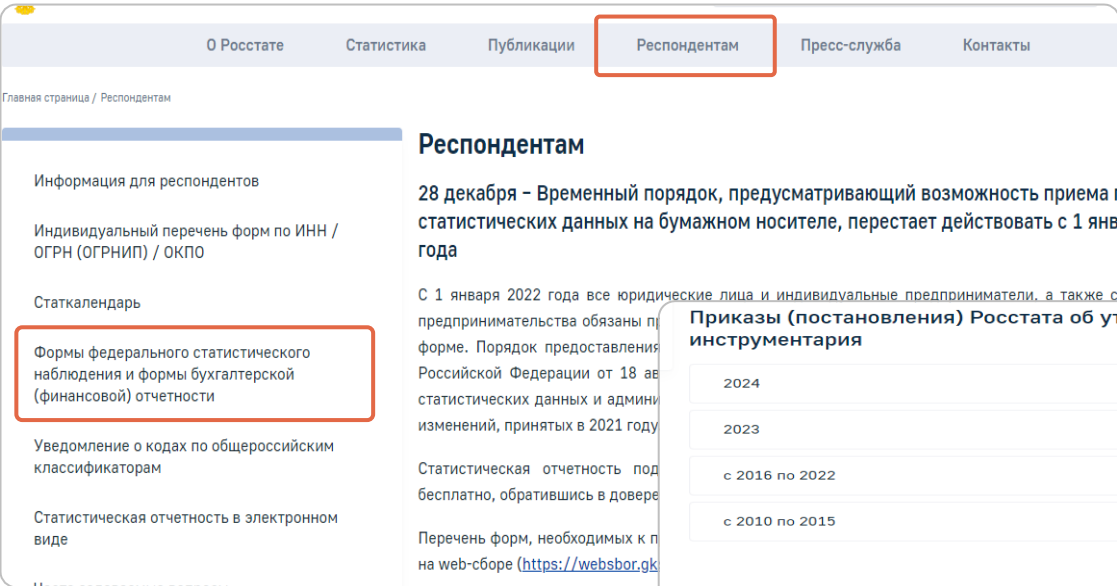 О Росстате Статистика Публикации Респондентам Пресс-служба Контакты
Главная страница / Респондентам
Информация для респондентов
Индивидуальный перечень форм по ИНН /
ОГРН (ОГРНИП) / ОКПО
Статкалендарь
Формы федерального статистического
наблюдения и формы бухгалтерской
(финансовой) отчетности
Уведомление о кодах по общероссийским
классификаторам
Статистическая отчетность в электронном
виде
Респондентам
28 декабря – Временный порядок, предусматривающий возможность приема
статистических данных на бумажном носителе, перестает действовать с 1 янв
года
С 1 января 2022 года все юридические лица и индивидуальные предприниматели, а также с
предпринимательства обязаны
форме. Порядок предоставления
Российской Федерации от 18 ав
статистических данных и админи
изменений, принятых в 2021 году
Статистическая отчетность под
бесплатно, обратившись в довере
Перечень форм, необходимых к п
на web-сборе (https://websbor.gk
Приказы (постановления) Росстата об ут
инструментария
2024
2023
с 2016 по 2022
с 2010 по 2015